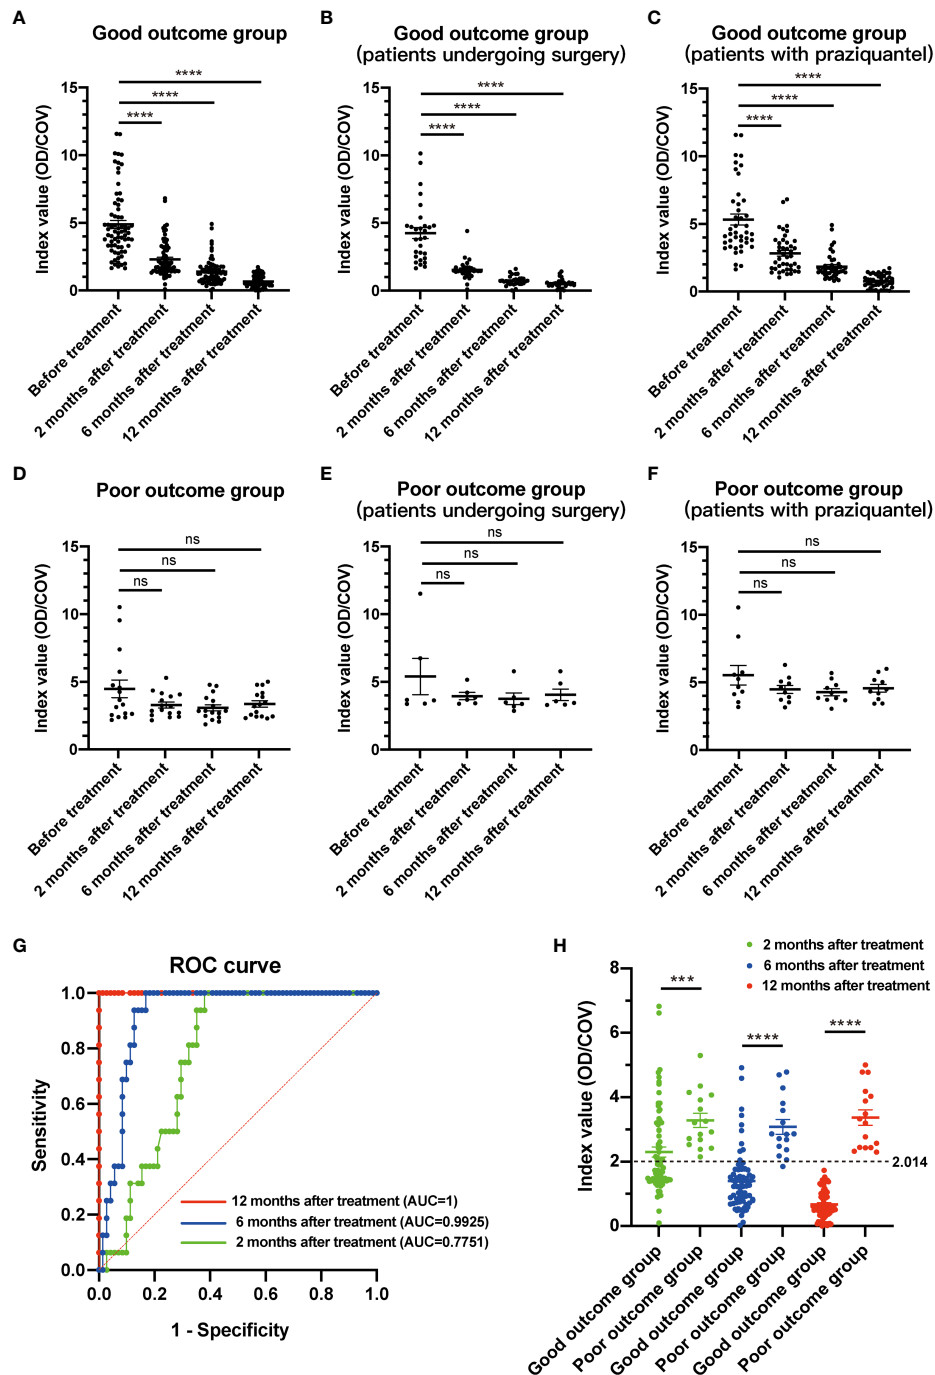 A
Good outcome group
Index value (OD/COV)
15
10
5
0
****
****
****
Before treatment
2 months after treatment
6 months after treatment
12 months after treatment
B
Good outcome group
(patients undergoing surgery)
Index value (OD/COV)
15
10
5
0
****
****
****
Before treatment
2 months after treatment
6 months after treatment
12 months after treatment
C
Good outcome group
(patients with praziquantel)
Index value (OD/COV)
15
10
5
0
****
****
****
Before treatment
2 months after treatment
6 months after treatment
12 months after treatment
D
Poor outcome group
Index value (OD/COV)
15
10
5
0
ns
ns
ns
Before treatment
2 months after treatment
6 months after treatment
12 months after treatment
E
Poor outcome group
(patients undergoing surgery)
Index value (OD/COV)
15
10
5
0
ns
ns
ns
Before treatment
2 months after treatment
6 months after treatment
12 months after treatment
F
Poor outcome group
(patients with praziquantel)
Index value (OD/COV)
15
10
5
0
ns
ns
ns
Before treatment
2 months after treatment
6 months after treatment
12 months after treatment
G
ROC curve
Sensitivity
1.0
0.8
0.6
0.4
0.2
0.0
12 months after treatment (AUC=1)
6 months after treatment (AUC=0.9925)
2 months after treatment (AUC=0.7751)
0.0 0.2 0.4 0.6 0.8 1.0
1 - Specificity
H
2 months after treatment
6 months after treatment
12 months after treatment
Index value (OD/COV)
8
6
4
2
0
***
****
****
2.014
Good outcome group
Poor outcome group
Good outcome group
Poor outcome group
Good outcome group
Poor outcome group